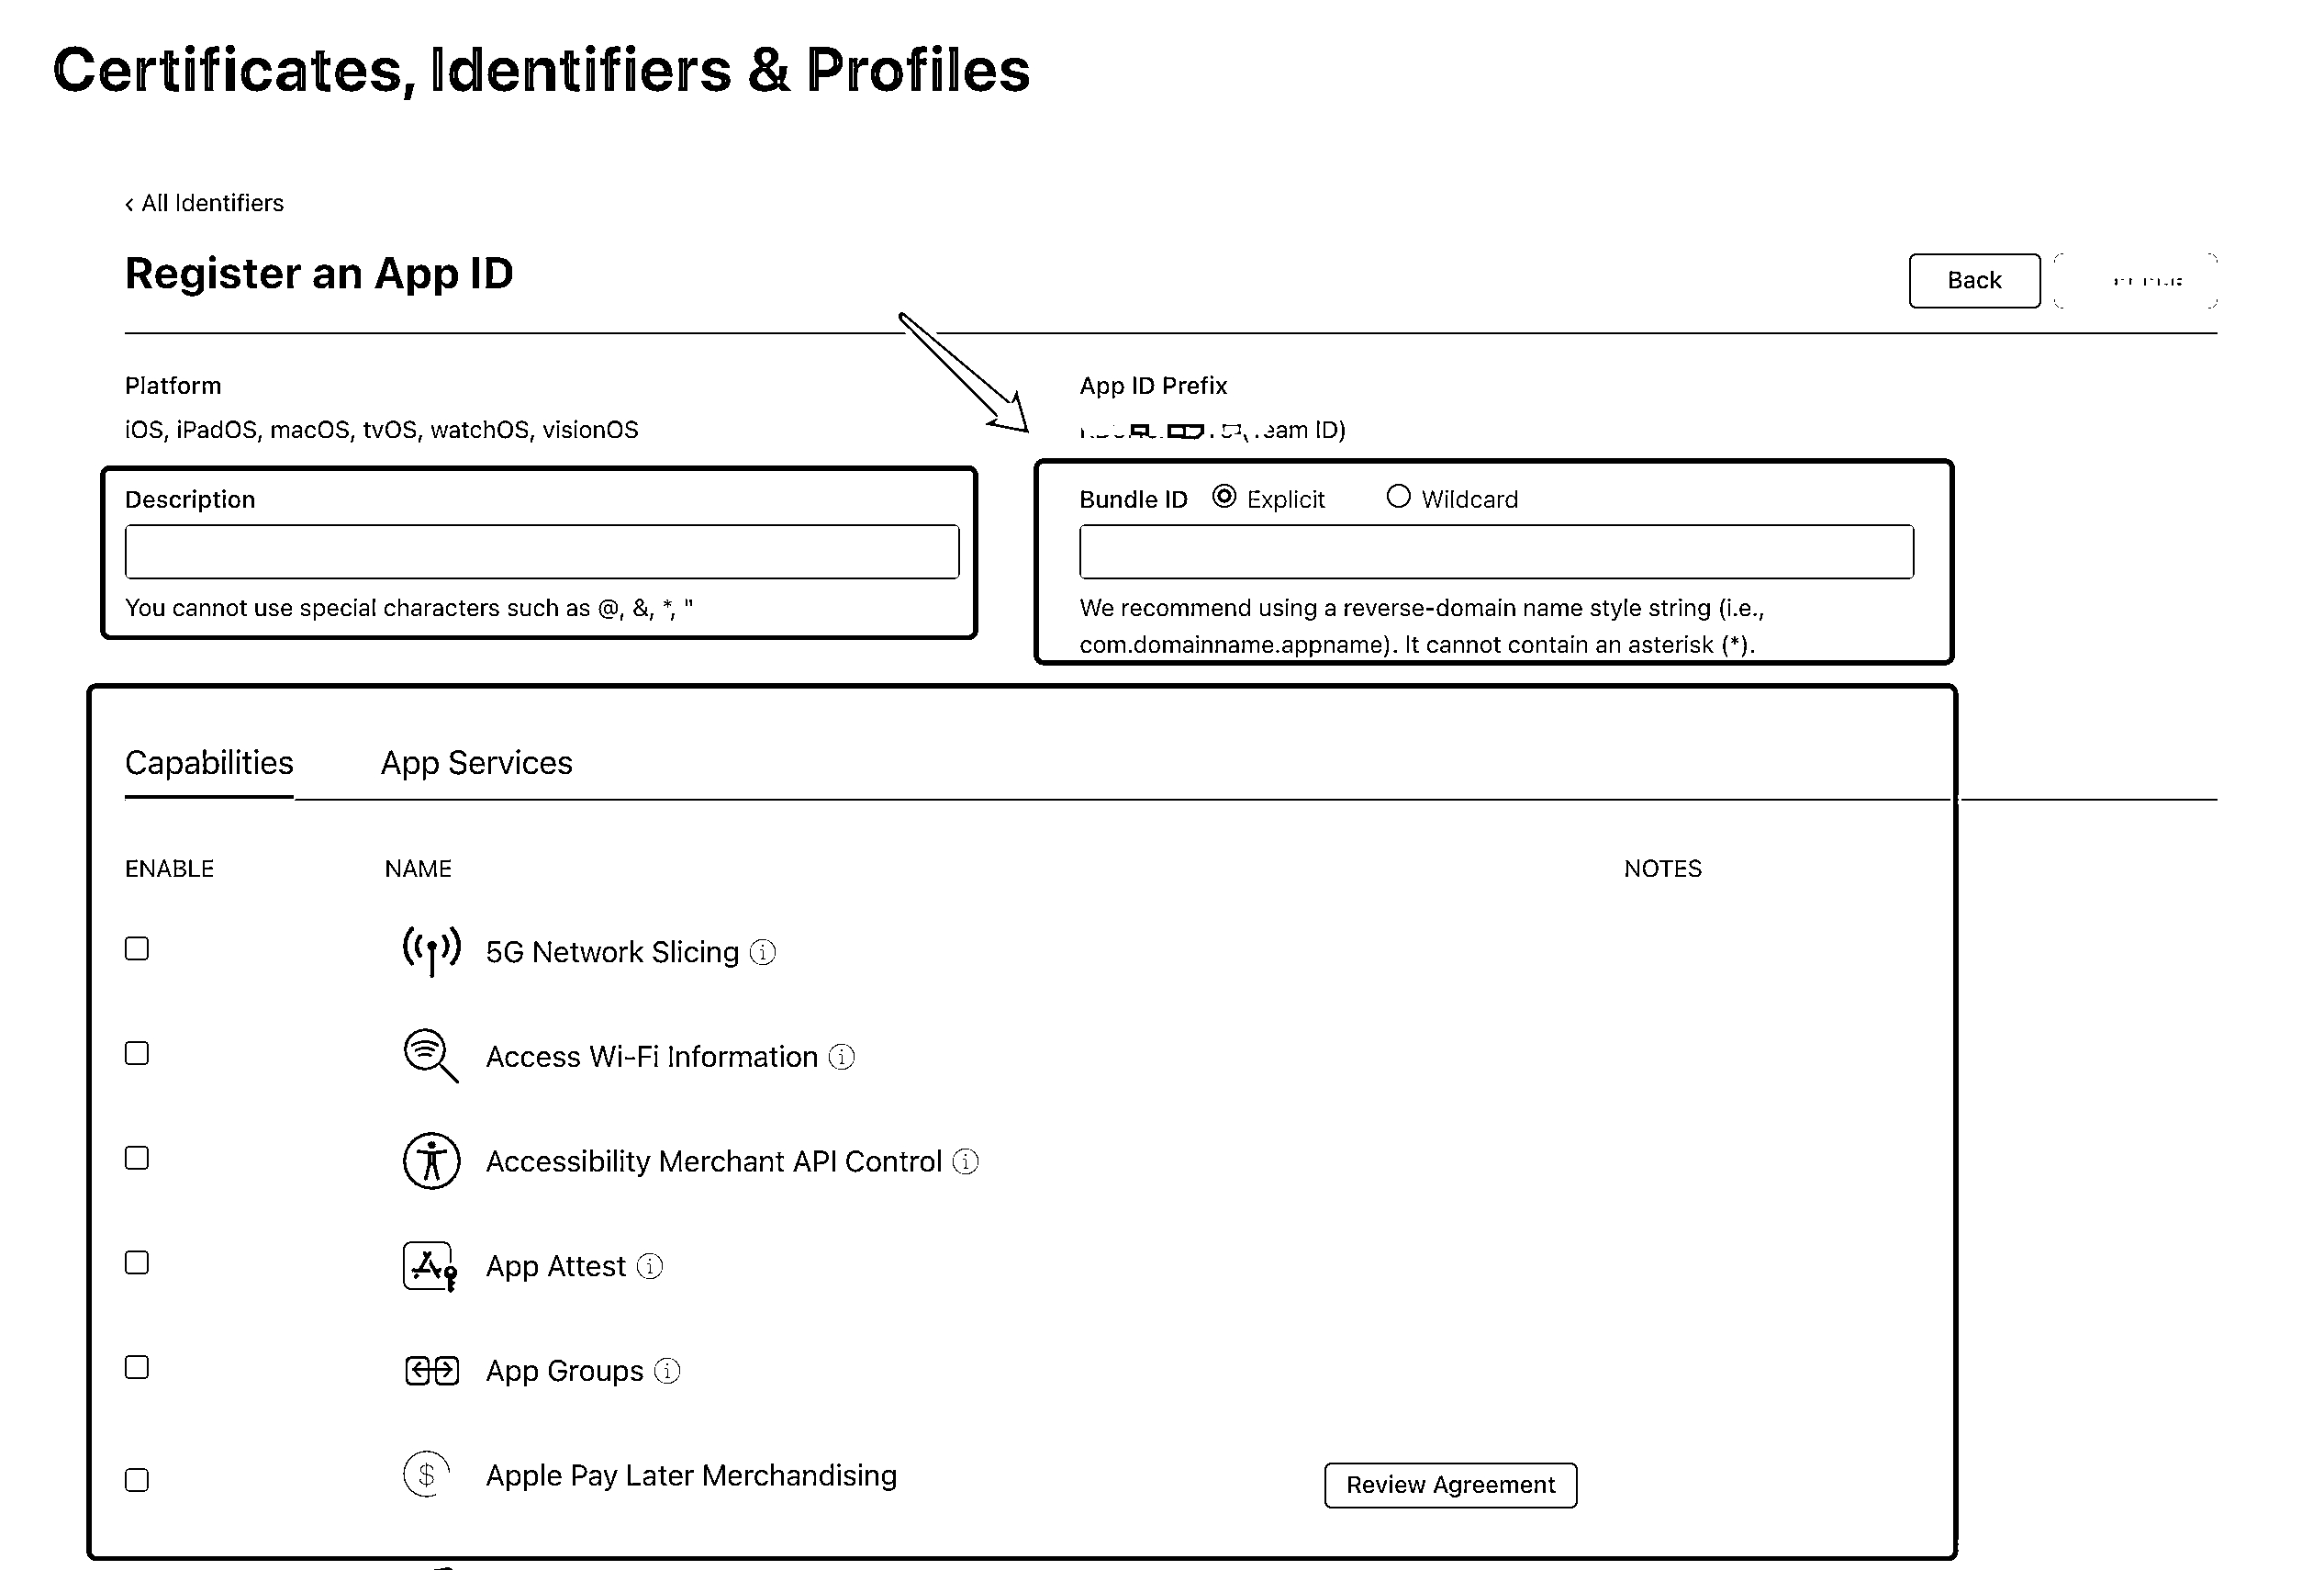 Certificates, Identifiers & Profiles
‹ All Identifiers
Register an App ID
Back
Platform
iOS, iPadOS, macOS, tvOS, watchOS, visionOS
App ID Prefix
ID)
Description
You cannot use special characters such as @, &, *, "
Bundle ID Explicit Wildcard
We recommend using a reverse-domain name style string (i.e.,
com.domainname.appname). It cannot contain an asterisk (*).
Capabilities App Services
ENABLE NAME NOTES
5G Network Slicing
Access Wi-Fi Information
Accessibility Merchant API Control
App Attest
App Groups
Apple Pay Later Merchandising
Review Agreement